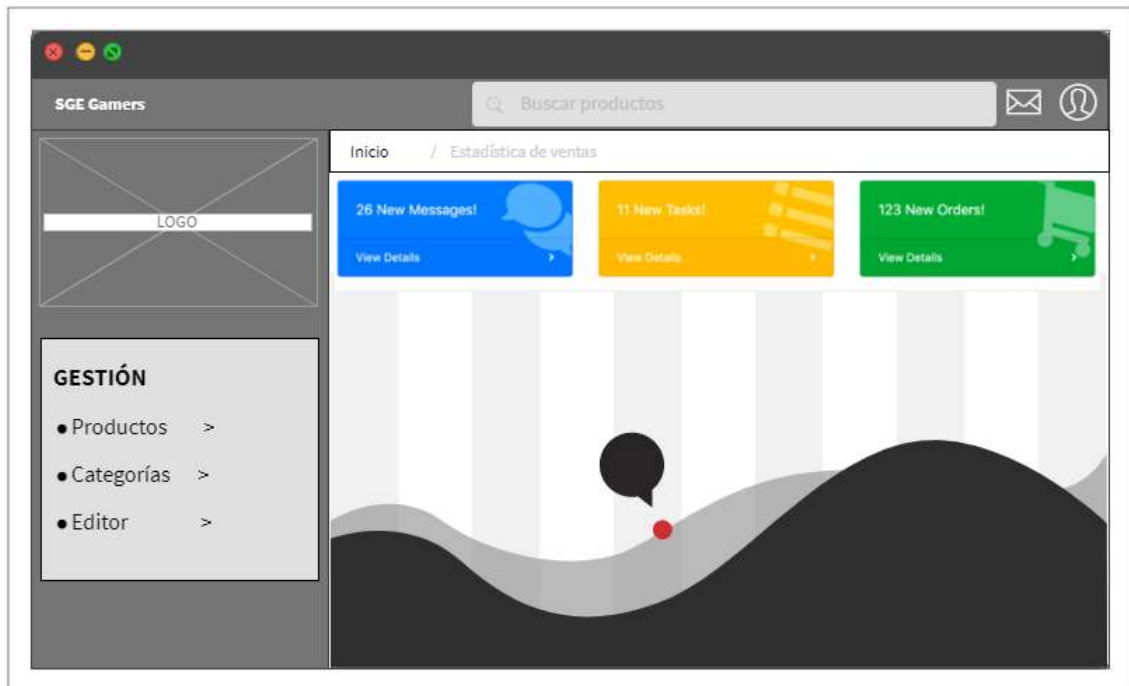 SGE Gamers
Buscar productos
LOGO
Inicio / Estadística de ventas
26 New Messages!
11 New Tasks!
123 New Orders!
View Details >
View Details >
View Details >
GESTIÓN
Productos >
Categorías >
Editor >